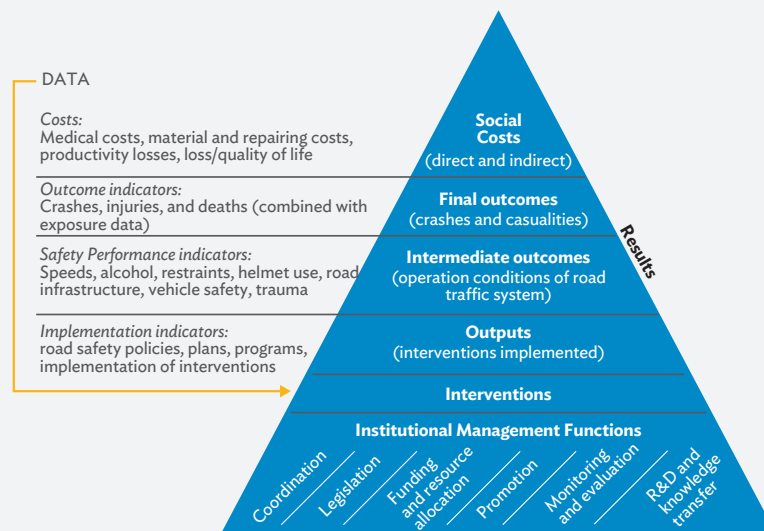 DATA
Costs:
Medical costs, material and repairing costs,
productivity losses, loss/quality of life
Outcome indicators:
Crashes, injuries, and deaths (combined with
exposure data)
Safety Performance indicators:
Speeds, alcohol, restraints, helmet use, road
infrastructure, vehicle safety, trauma
Implementation indicators:
road safety policies, plans, programs,
implementation of interventions
Social
Costs
(direct and indirect)
Final outcomes
(crashes and casualities)
Intermediate outcomes
(operation conditions of road
traffic system)
Outputs
(interventions implemented)
Interventions
Institutional Management Functions
Results
Coordination
Legislation
Funding
and resource
allocation
Promotion
Monitoring
and evaluation
R&D and
knowledge
transfer